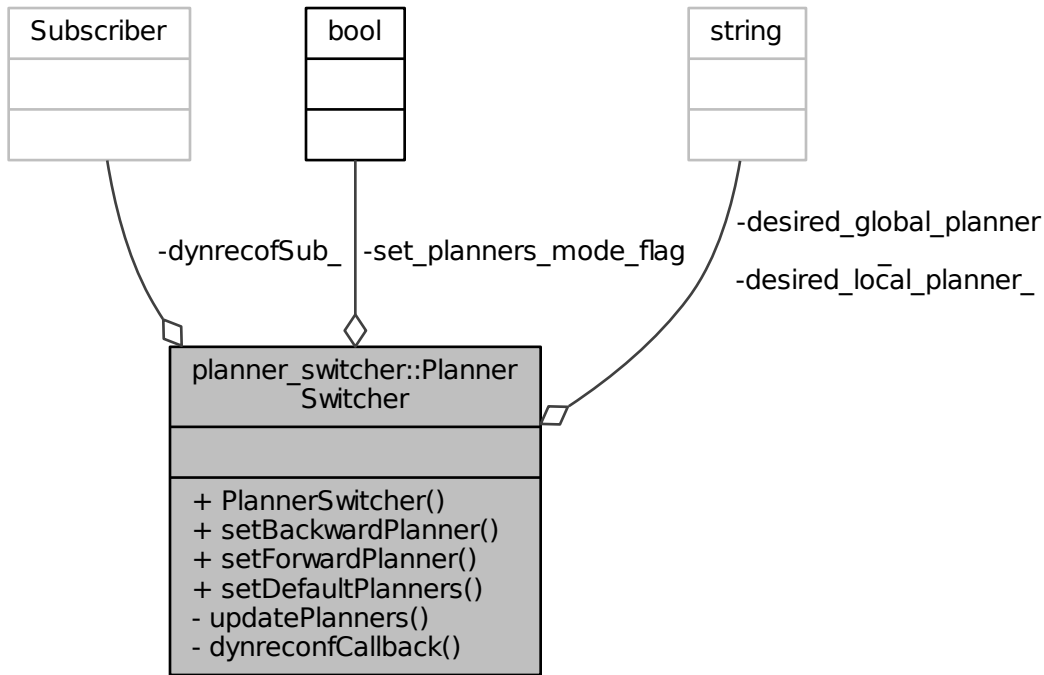 Subscriber
bool
string
-dynrecofSub_
-set_planners_mode_flag
-desired_global_planner
_
-desired_local_planner_
planner_switcher::Planner
Switcher
+ PlannerSwitcher()
+ setBackwardPlanner()
+ setForwardPlanner()
+ setDefaultPlanners()
- updatePlanners()
- dynreconfCallback()